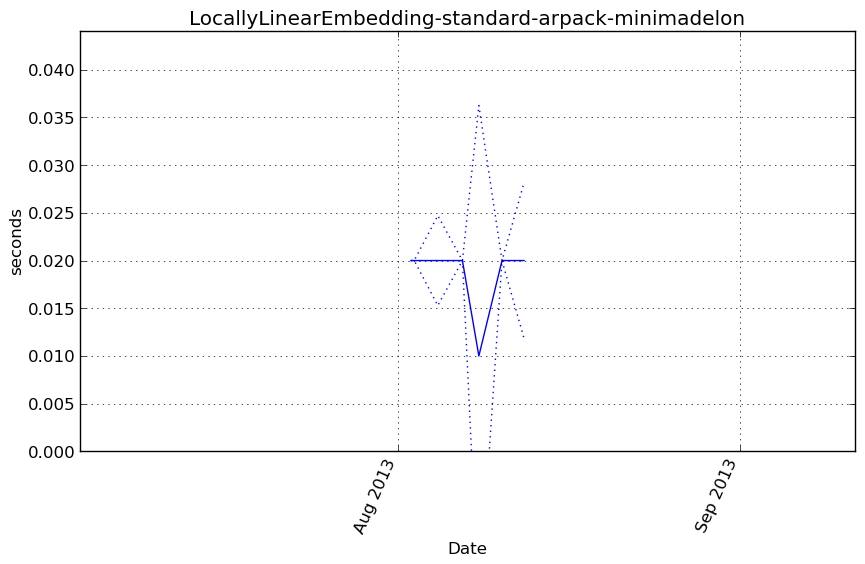 LocallyLinearEmbedding-standard-arpack-minimadelon
0.040
0.035
0.030
0.025
0.020
0.015
0.010
0.005
0.000
seconds
Aug 2013
Sep 2013
Date